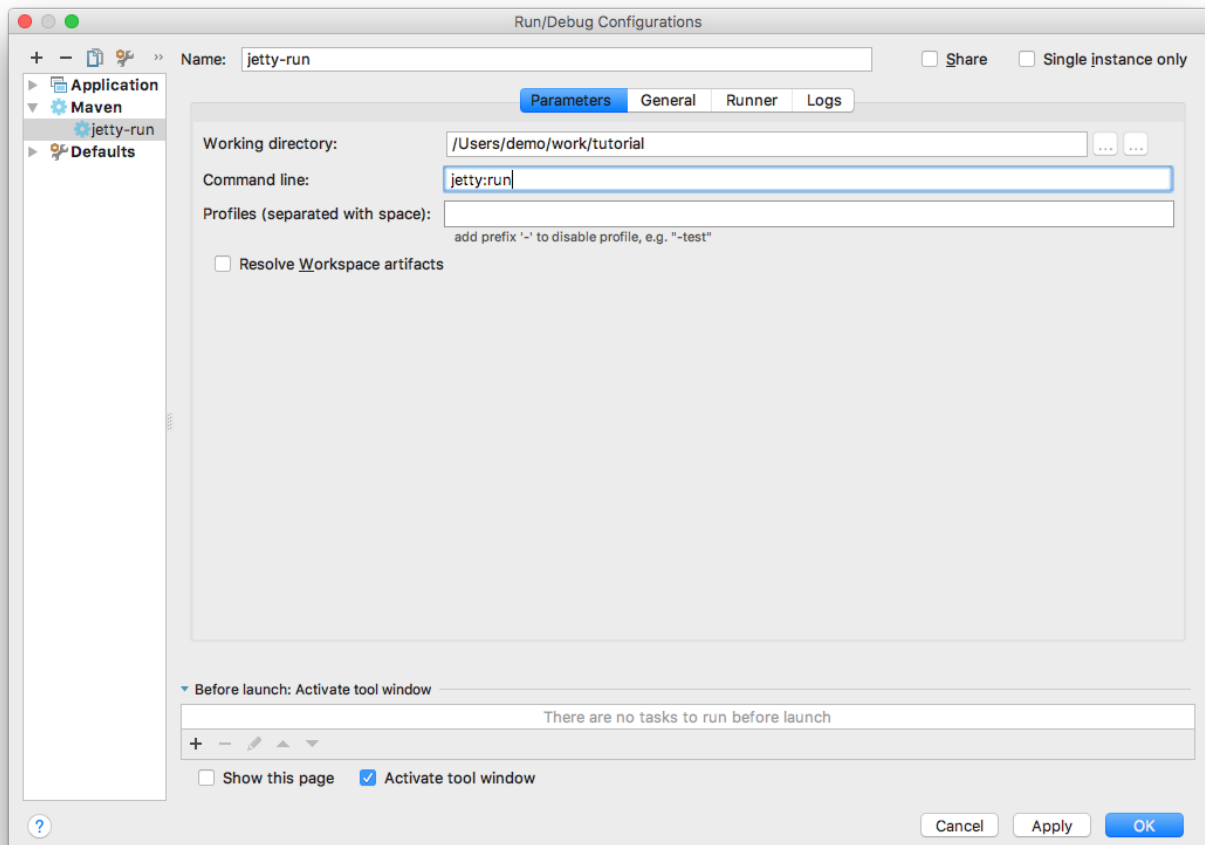 Run/Debug Configurations
Name: jetty-run Share Single instance only
Application
Maven
jetty-run
Defaults
Parameters General Runner Logs
Working directory: /Users/demo/work/tutorial ... ...
Command line: jetty:run
Profiles (separated with space):
add prefix '-' to disable profile, e.g. "-test"
Resolve Workspace artifacts
Before launch: Activate tool window
There are no tasks to run before launch
Show this page Activate tool window
? Cancel Apply OK